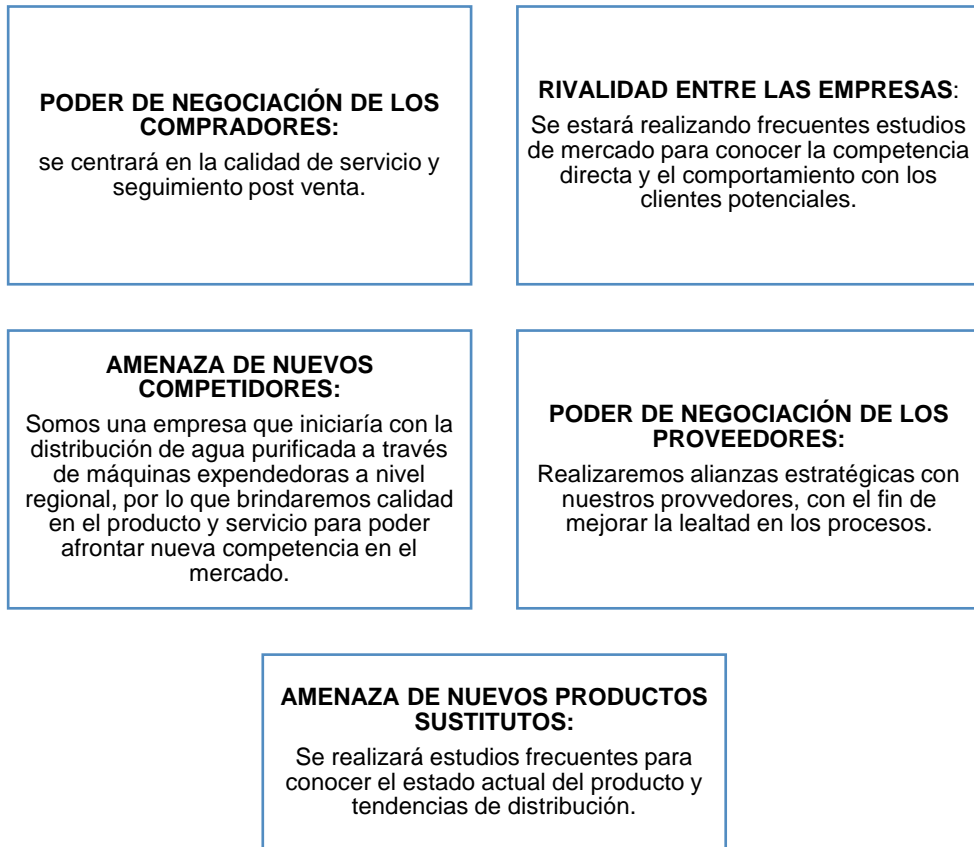 PODER DE NEGOCIACIÓN DE LOS
COMPRADORES:
se centrará en la calidad de servicio y
seguimiento post venta.
RIVALIDAD ENTRE LAS EMPRESAS:
Se estará realizando frecuentes estudios
de mercado para conocer la competencia
directa y el comportamiento con los
clientes potenciales.
AMENAZA DE NUEVOS
COMPETIDORES:
Somos una empresa que iniciaría con la
distribución de agua purificada a través
de máquinas expendedoras a nivel
regional, por lo que brindaremos calidad
en el producto y servicio para poder
afrontar nueva competencia en el
mercado.
PODER DE NEGOCIACIÓN DE LOS
PROVEEDORES:
Realizaremos alianzas estratégicas con
nuestros provvedores, con el fin de
mejorar la lealtad en los procesos.
AMENAZA DE NUEVOS PRODUCTOS
SUSTITUTOS:
Se realizará estudios frecuentes para
conocer el estado actual del producto y
tendencias de distribución.